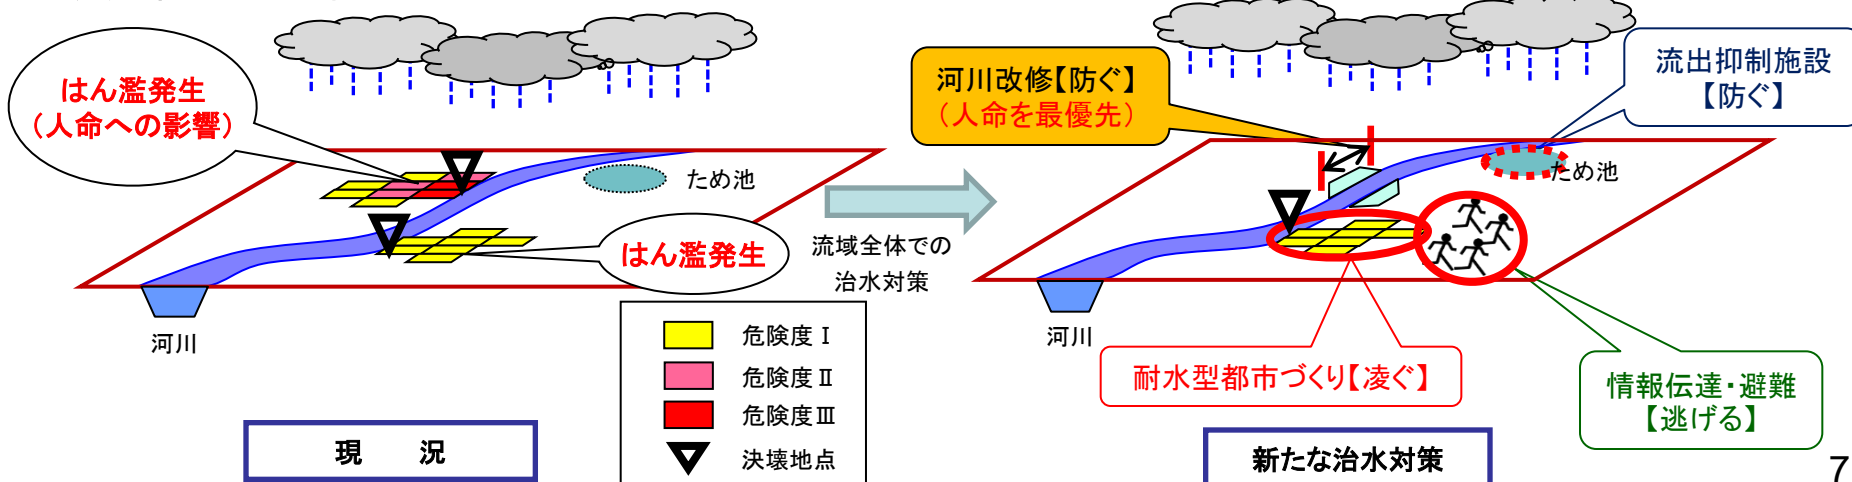 はん濫発生
（人命への影響）
ため池
はん濫発生
河川
危険度Ⅰ
危険度Ⅱ
危険度Ⅲ
決壊地点
現　　況
流域全体での
治水対策
河川改修【防ぐ】
（人命を最優先）
流出抑制施設
【防ぐ】
ため池
河川
耐水型都市づくり【凌ぐ】
情報伝達・避難
【逃げる】
新たな治水対策
7